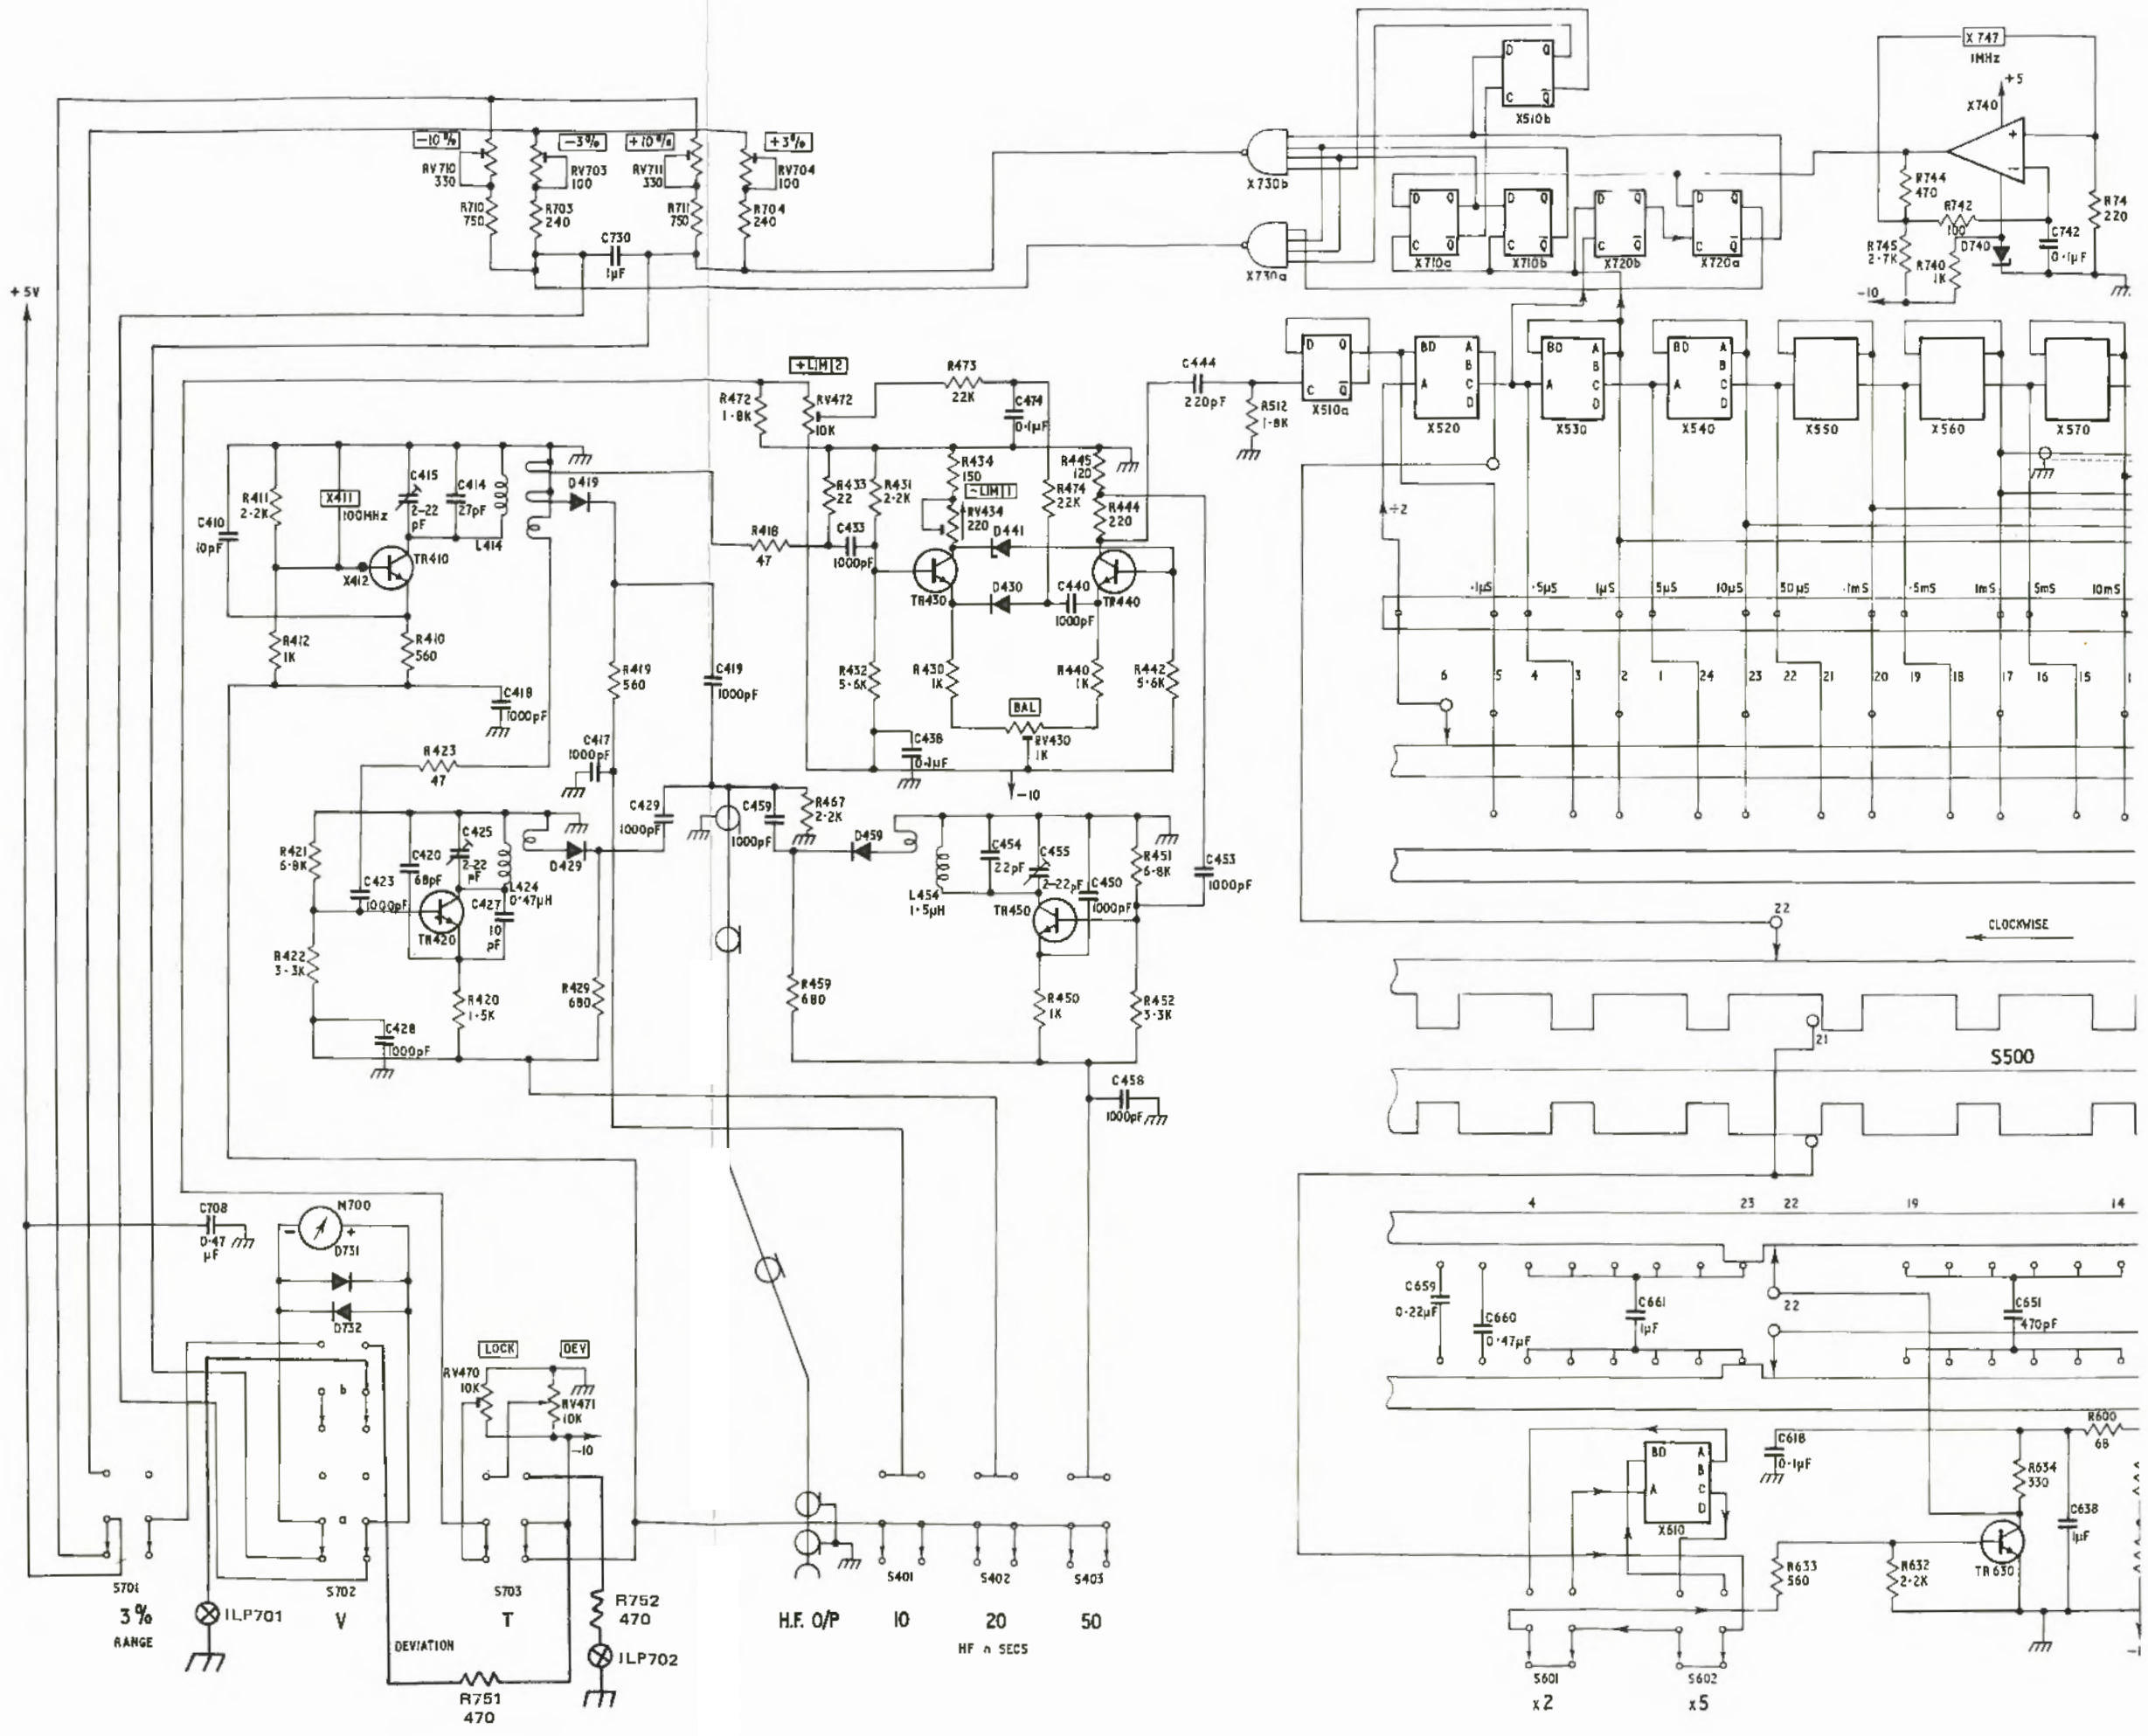 D Q
C Q
X510b
X 747
1MHz
+5
X740
+
−
-10%
-3%
+10%
+3%
RV710
330
RV703
100
RV711
330
RV704
100
R710
750
R703
240
R711
750
R704
240
C730
1µF
X730b
X730a
D Q
C Q
X710a
D Q
C Q
X710b
D Q
C Q
X720b
D Q
C Q
X720a
R744
470
R742
100
R74
220
R745
2·7K
R740
1K
D740
C742
0·1µF
-10
+5V
+LIM 2
R472
1·8K
RV472
10K
R473
22K
C474
0·1µF
C444
220pF
R512
1·8K
D Q
C Q
X510a
BD A
B
A C
D
X520
BD A
B
A C
D
X530
BD A
B
A C
D
X540
X550
X560
X570
÷2
C410
10pF
R411
2·2K
X411
100MHz
C415
2-22
pF
C414
27pF
L414
D419
X412
TR410
R412
1K
R410
560
C418
1000pF
R418
47
R433
22
R431
2·2K
C433
1000pF
R434
150
-LIM 1
RV434
220
D441
R445
120
R474
22K
R444
220
TR430
D430
C440
1000pF
TR440
R432
5·6K
R430
1K
R440
1K
R442
5·6K
BAL
RV430
1K
C438
0·1µF
-10
R419
560
C419
1000pF
C417
1000pF
R423
47
·1µS
·5µS
1µS
5µS
10µS
50µS
·1mS
·5mS
1mS
5mS
10mS
6 5 4 3 2 1 24 23 22 21 20 19 18 17 16 15
R421
6·8K
C423
1000pF
C420
68pF
C425
2-22
pF
L424
0·47µH
C427
10
pF
D429
TR420
R422
3·3K
R420
1·5K
C428
1000pF
R429
680
C429
1000pF
C459
1000pF
R467
2·2K
D459
L454
1·5µH
C454
22pF
C455
2-22pF
C450
1000pF
R451
6·8K
C453
1000pF
TR450
R459
680
R450
1K
R452
3·3K
C458
1000pF
22
CLOCKWISE
21
S500
4 23 22 19 14
C659
0·22µF
C660
0·47µF
C661
1µF
22
C651
470pF
C708
0·47
µF
M700
−
+
D731
D732
b
a
LOCK
DEV
RV470
10K
RV471
10K
-10
BD A
B
A C
D
X610
C618
0·1µF
R600
68
R634
330
C638
1µF
TR630
R633
560
R632
2·2K
S701
3%
RANGE
ILP701
S702
V
DEVIATION
S703
T
R752
470
ILP702
R751
470
H.F. O/P
S401
10
S402
20
S403
50
HF n SECS
S601
x2
S602
x5